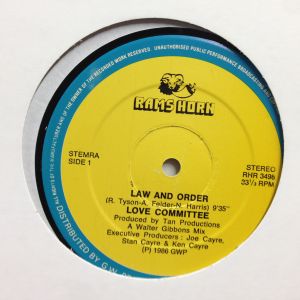 ALL RIGHTS OF THE MANUFACTURER AND OF THE OWNER OF THE RECORDED WORK RESERVED. UNAUTHORISED PUBLIC PERFORMANCE BROADCASTING AND
RAMS HORN
STEMRA
SIDE 1
STEREO
RHR 3496
33⅓ RPM
LAW AND ORDER
(R. Tyson-A. Felder-N. Harris) 9'35"
LOVE COMMITTEE
Produced by Tan Productions
A Walter Gibbons Mix
Executive Producers : Joe Cayre,
Stan Cayre & Ken Cayre
(P) 1986 GWP
DISTRIBUTED BY G.W.